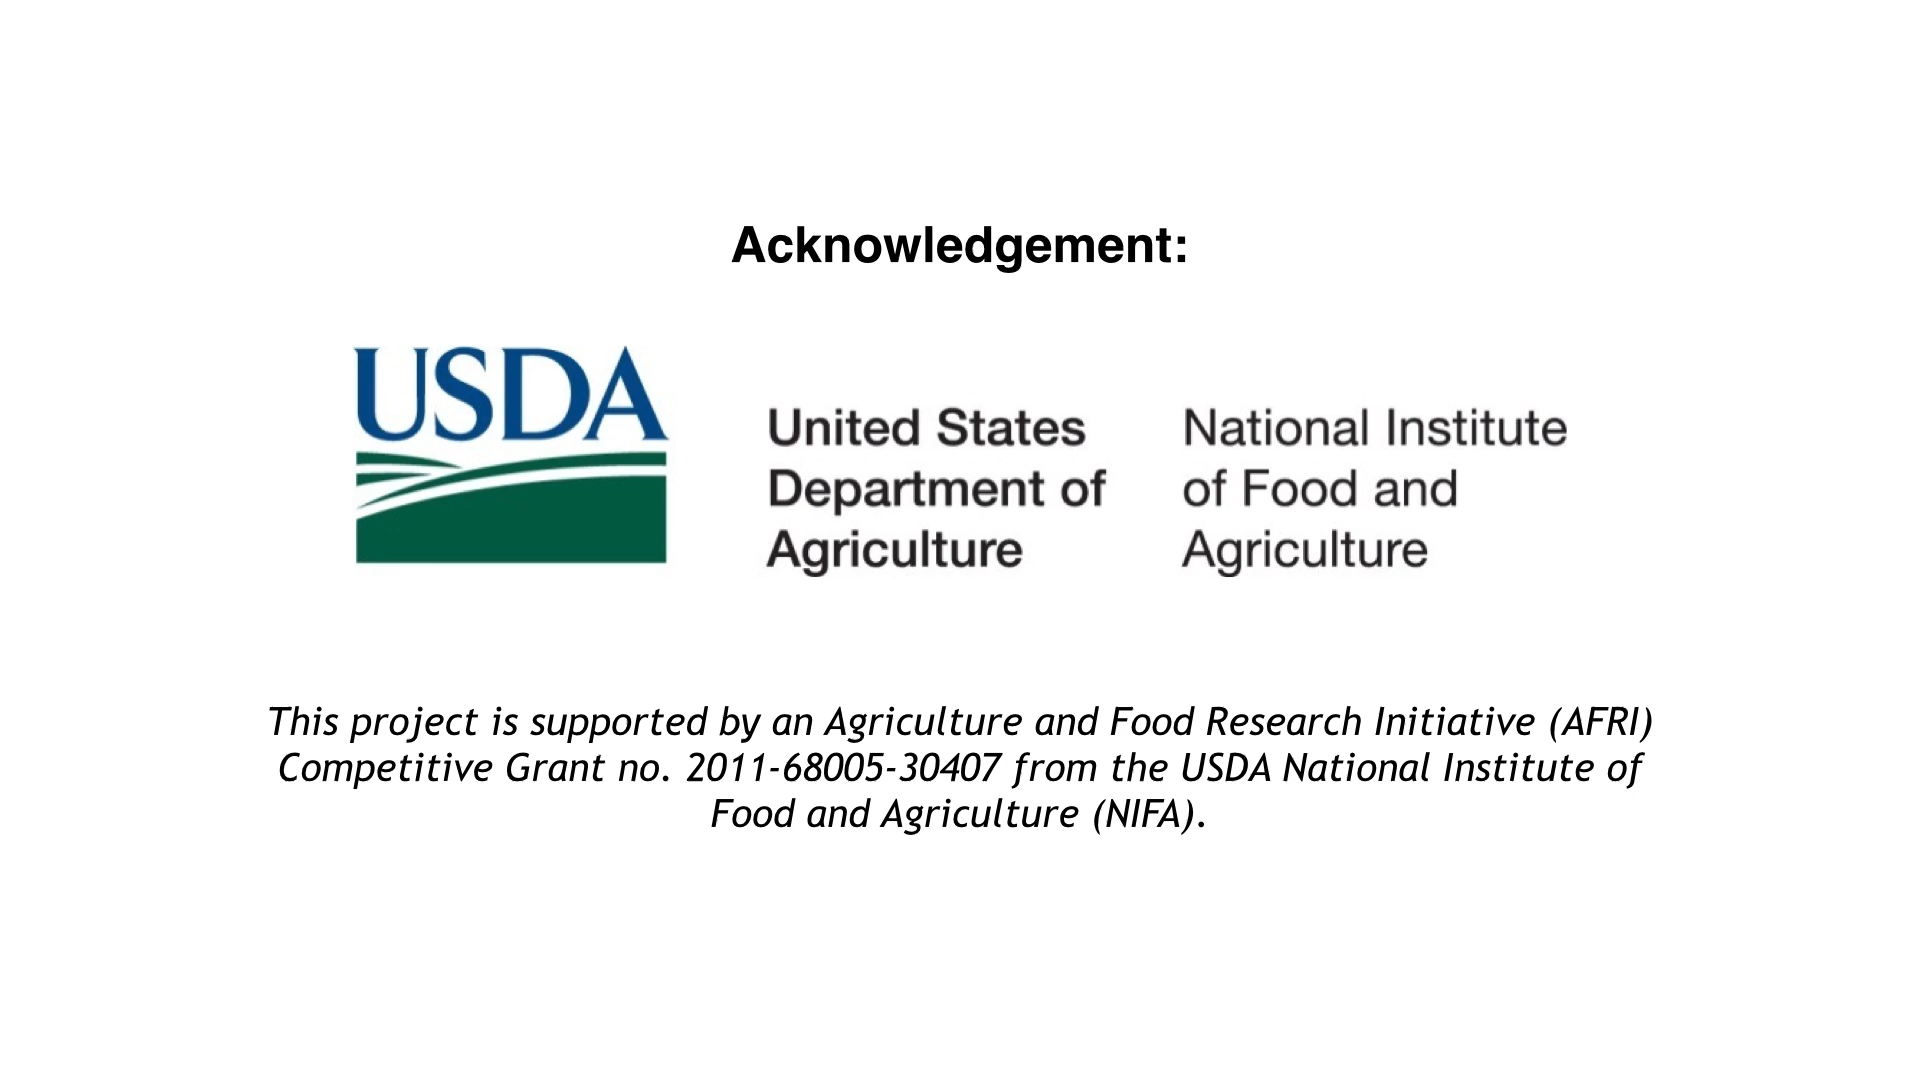 Acknowledgement:
USDA
United States
Department of
Agriculture
National Institute
of Food and
Agriculture
This project is supported by an Agriculture and Food Research Initiative (AFRI)
Competitive Grant no. 2011-68005-30407 from the USDA National Institute of
Food and Agriculture (NIFA).